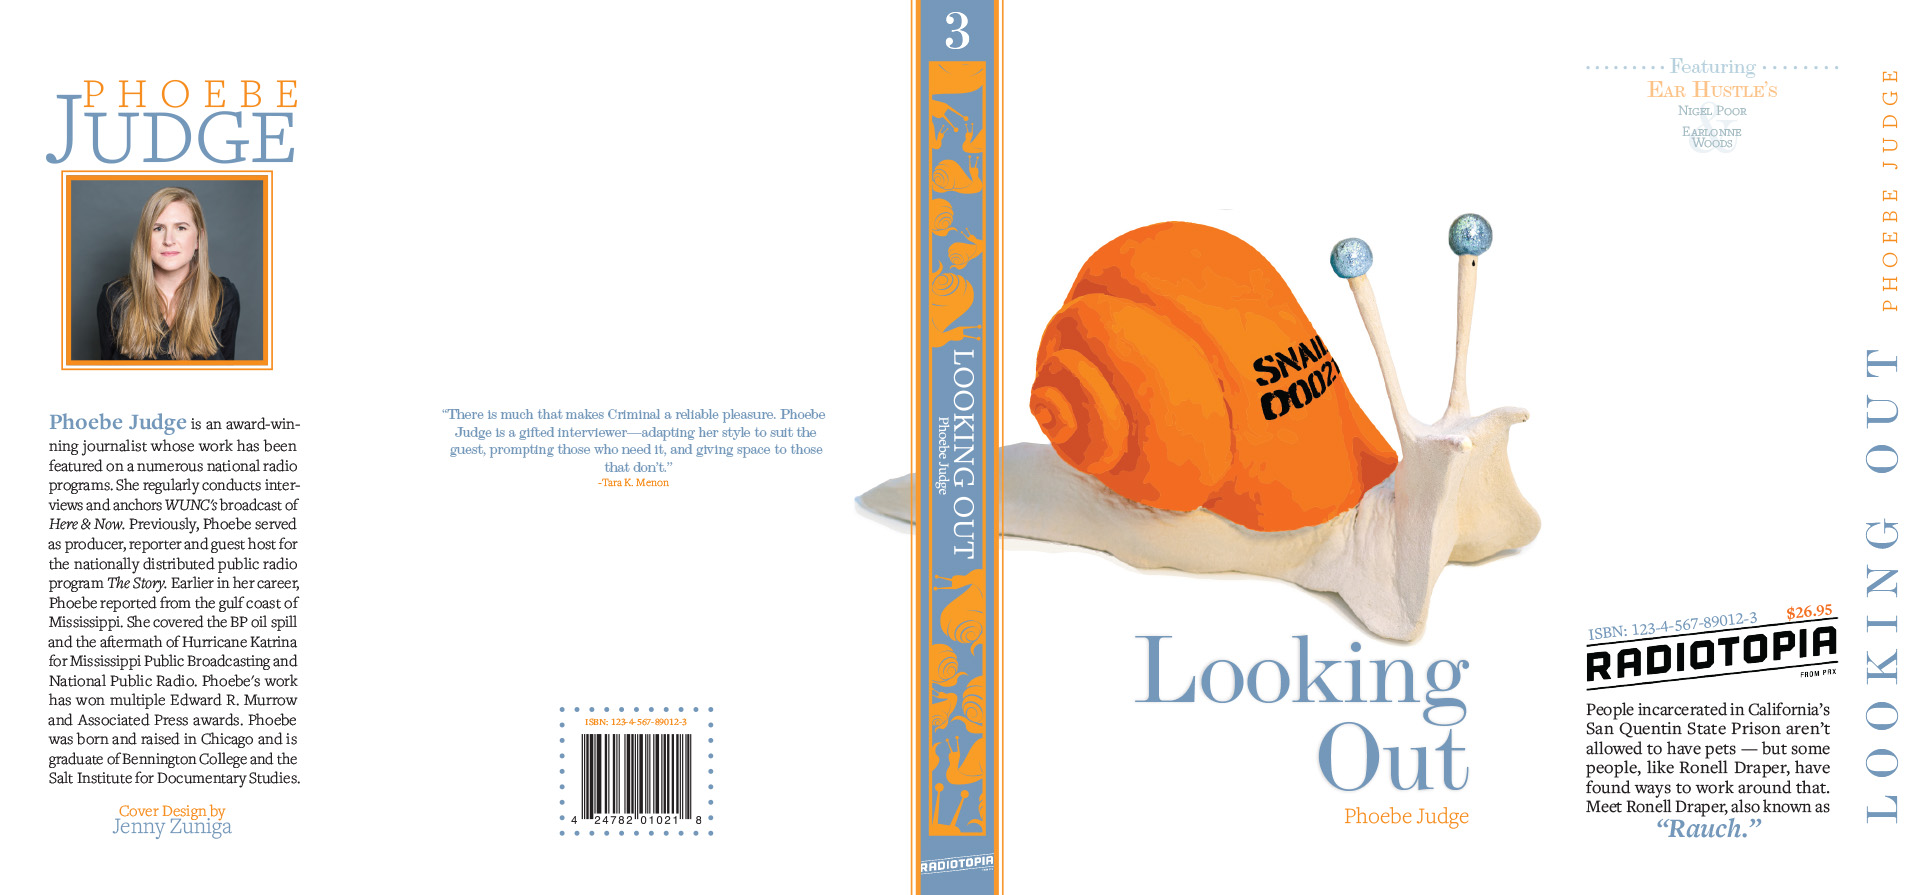 PHOEBE
JUDGE
Phoebe Judge is an award-win-
ning journalist whose work has been
featured on a numerous national radio
programs. She regularly conducts inter-
views and anchors WUNC's broadcast of
Here & Now. Previously, Phoebe served
as producer, reporter and guest host for
the nationally distributed public radio
program The Story. Earlier in her career,
Phoebe reported from the gulf coast of
Mississippi. She covered the BP oil spill
and the aftermath of Hurricane Katrina
for Mississippi Public Broadcasting and
National Public Radio. Phoebe's work
has won multiple Edward R. Murrow
and Associated Press awards. Phoebe
was born and raised in Chicago and is
graduate of Bennington College and the
Salt Institute for Documentary Studies.
Cover Design by
Jenny Zuniga
“There is much that makes Criminal a reliable pleasure. Phoebe
Judge is a gifted interviewer—adapting her style to suit the
guest, prompting those who need it, and giving space to those
that don't.”
-Tara K. Menon
ISBN: 123-4-567-89012-3
4 24782 01021 8
3
LOOKING OUT
Phoebe Judge
RADIOTOPIA
SNAIL
00021
Looking
Out
Phoebe Judge
Featuring
EAR HUSTLE'S
NIGEL POOR
&
EARLONNE
WOODS
ISBN: 123-4-567-89012-3 $26.95
RADIOTOPIA
FROM PRX
People incarcerated in California's
San Quentin State Prison aren't
allowed to have pets — but some
people, like Ronell Draper, have
found ways to work around that.
Meet Ronell Draper, also known as
“Rauch.”
LOOKING OUT PHOEBE JUDGE